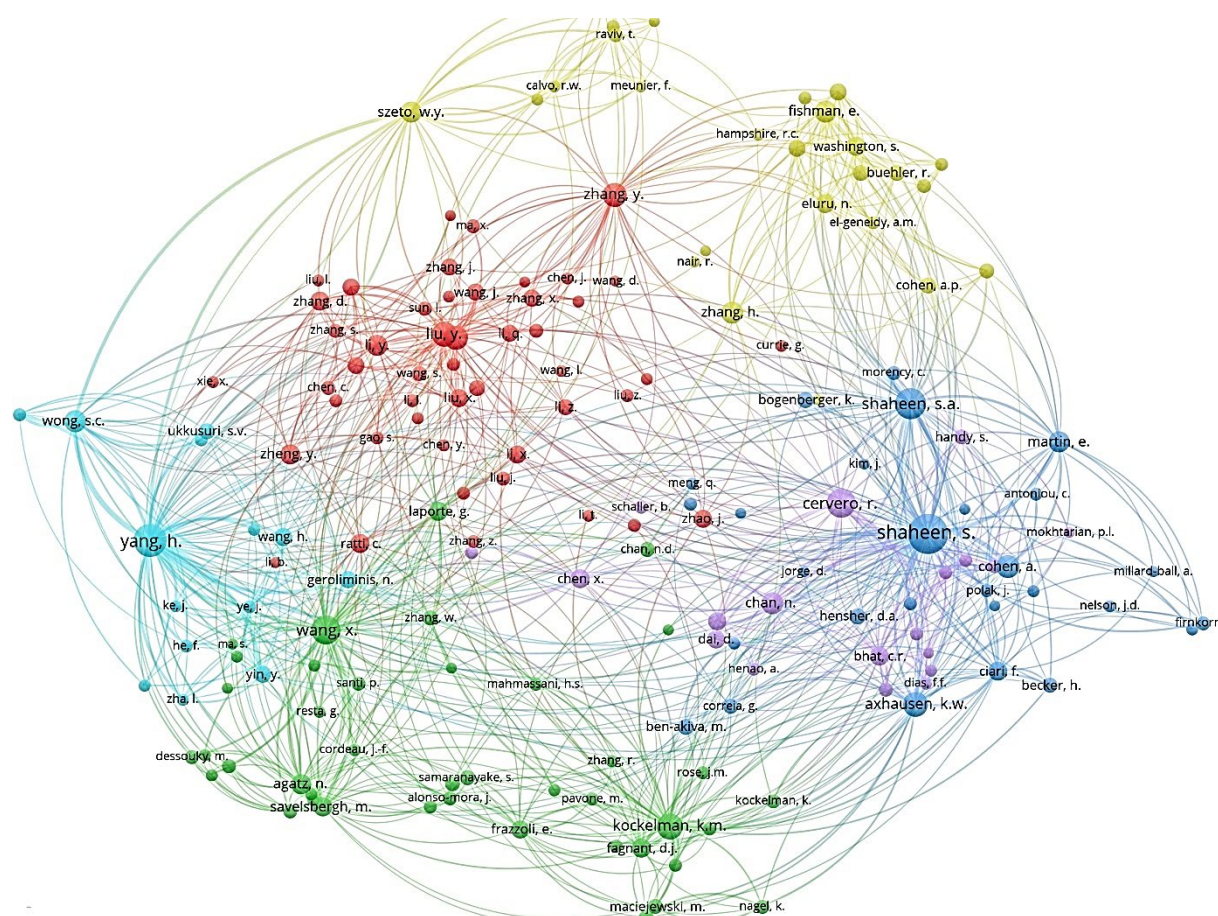 raviv, t.
calvo, r.w.
meunier, f.
szeto, w.y.
fishman, e.
hampshire, r.c.
washington, s.
buehler, r.
zhang, y.
eluru, n.
el-geneidy, a.m.
ma, x.
nair, r.
zhang, j.
liu, l.
chen, j.
wang, d.
cohen, a.p.
zhang, d.
wang, j.
zhang, x.
sun, l.
zhang, h.
zhang, s.
liu, y.
li, q.
li, y.
currie, g.
wang, s.
wang, l.
morency, c.
xie, x.
chen, c.
li, l.
liu, x.
li, z.
liu, z.
bogenberger, k.
shaheen, s.a.
wong, s.c.
ukkusuri, s.v.
gao, s.
chen, y.
handy, s.
martin, e.
zheng, y.
li, x.
kim, j.
liu, j.
meng, q.
antoniou, c.
laporte, g.
schaller, b.
cervero, r.
li, t.
zhao, j.
yang, h.
wang, h.
ratti, c.
zhang, z.
chan, n.d.
shaheen, s.
mokhtarian, p.l.
li, b.
geroliminis, n.
chen, x.
jorge, d.
cohen, a.
millard-ball, a.
polak, j.
ke, j.
ye, j.
zhang, w.
chan, n.
hensher, d.a.
nelson, j.d.
firnkorn
wang, x.
dai, d.
he, f.
ma, s.
bhat, c.r.
henao, a.
yin, y.
santi, p.
mahmassani, h.s.
dias, f.f.
ciari, f.
becker, h.
zha, l.
resta, g.
correia, g.
axhausen, k.w.
ben-akiva, m.
cordeau, j.-f.
dessouky, m.
zhang, r.
agatz, n.
samaranayake, s.
rose, j.m.
savelsbergh, m.
alonso-mora, j.
pavone, m.
kockelman, k.
frazzoli, e.
kockelman, k.m.
fagnant, d.j.
maciejewski, m.
nagel, k.